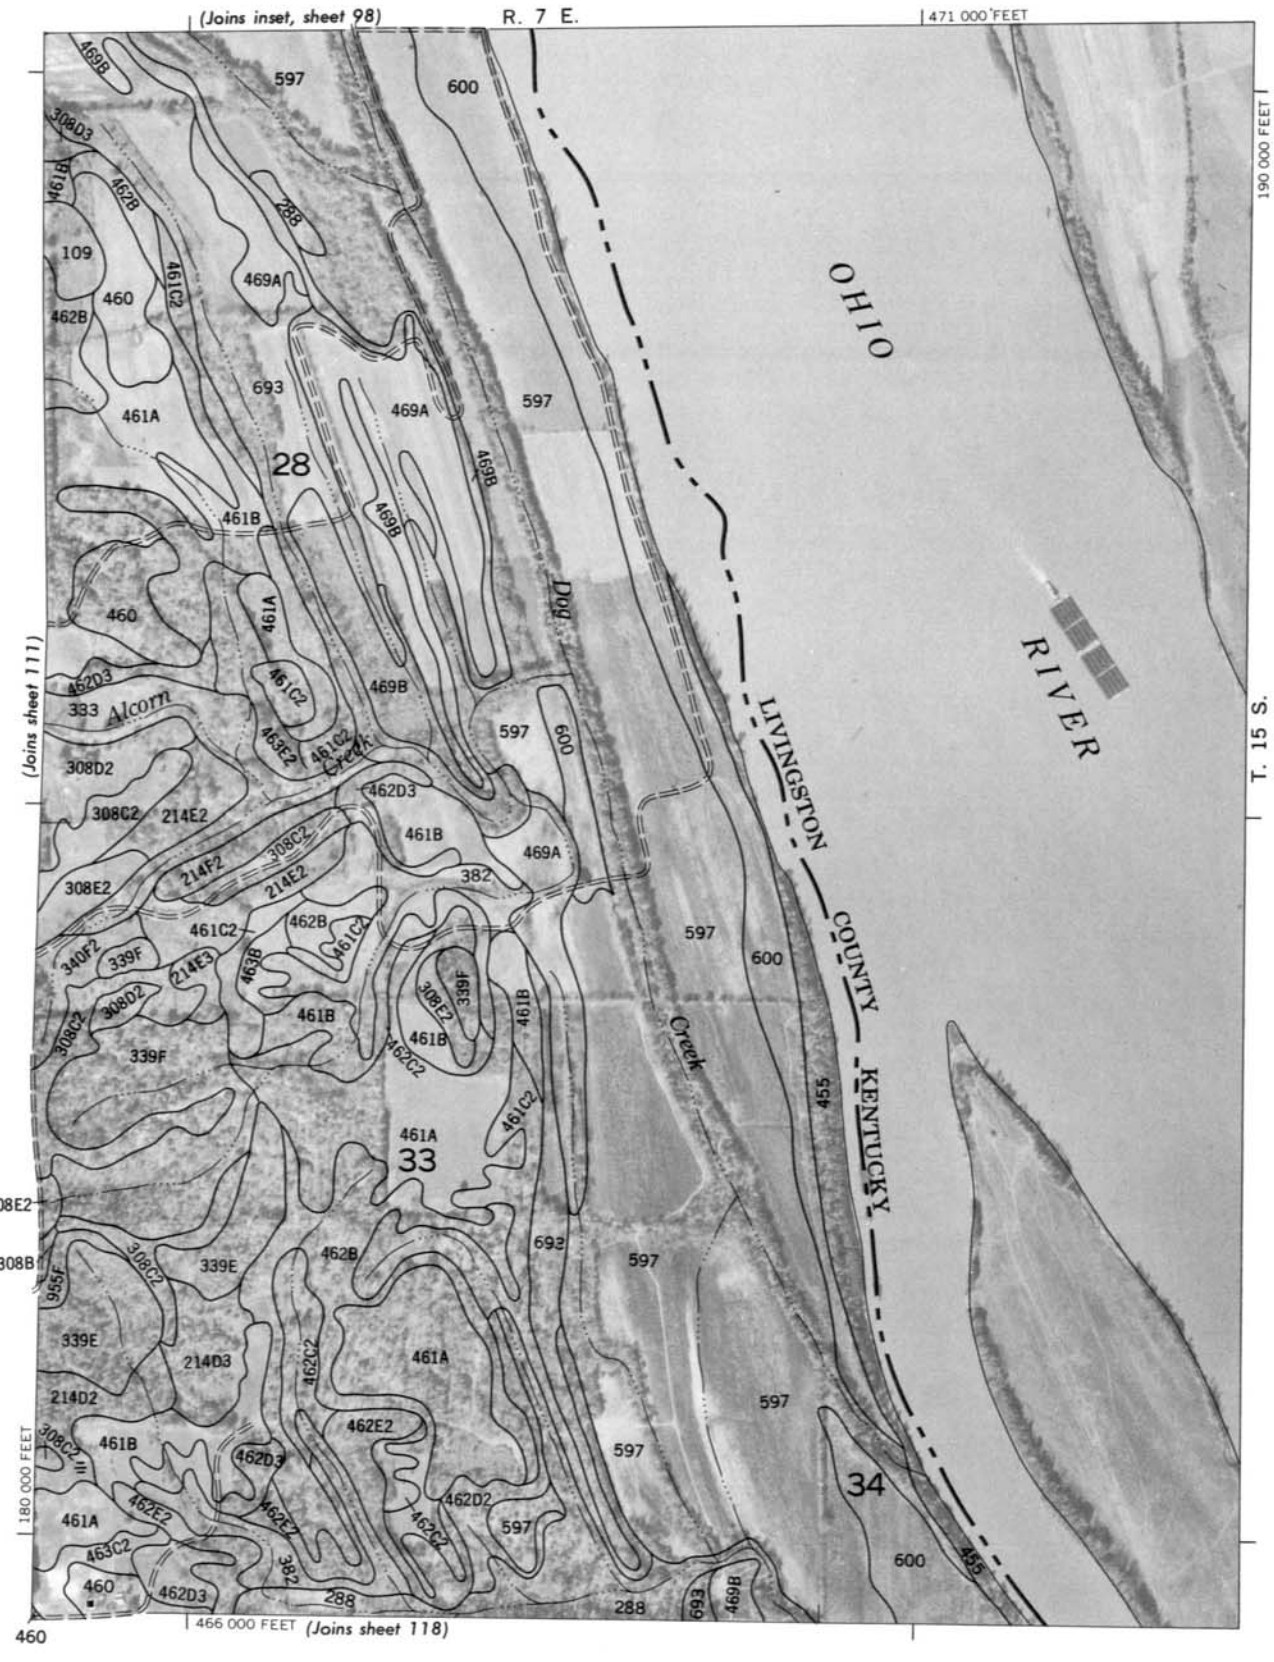 (Joins inset, sheet 98)
R. 7 E.
471 000 FEET
469B
597
600
190 000 FEET
308D3
461B
462B
288
109
461C2
469A
460
462B
OHIO
693
469A
597
461A
28
469B
469B
461B
460
461A
Dog
(Joins sheet 111)
462D3
461C2
469B
RIVER
333
Alcorn
597
600
LIVINGSTON
T. 15 S.
463E2
461C2
Creek
308D2
462D3
308C2
214E2
461B
308C2
469A
214F2
382
308E2
214E2
461C2
462B
461C2
597
COUNTY
340F2
339F
214E3
463B
600
308D2
308E2
339F
461B
308C2
461B
461B
Creek
339F
462C2
KENTUCKY
455
461C2
461A
33
08E2
692
462B
597
308B
955F
308C2
339E
339E
214D3
462C2
461A
214D2
597
462E2
308C2
461B
597
462D3
34
180 000 FEET
461A
462E2
462E2
462D2
462C2
597
463C2
600
455
460
462D3
382
288
288
693
469B
466 000 FEET
(Joins sheet 118)
460